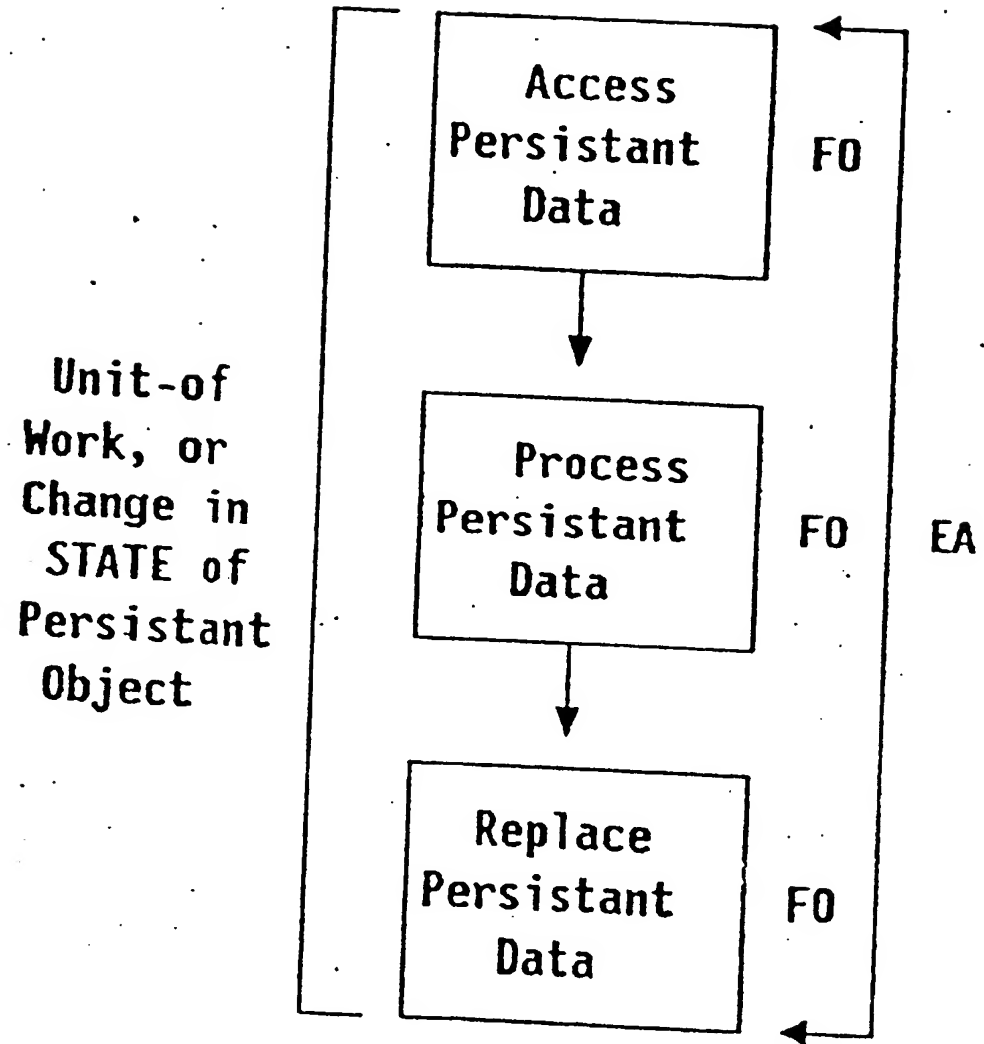 Access
Persistant
Data
FO
Unit-of
Work, or
Change in
STATE of
Persistant
Object
Process
Persistant
Data
FO
EA
Replace
Persistant
Data
FO